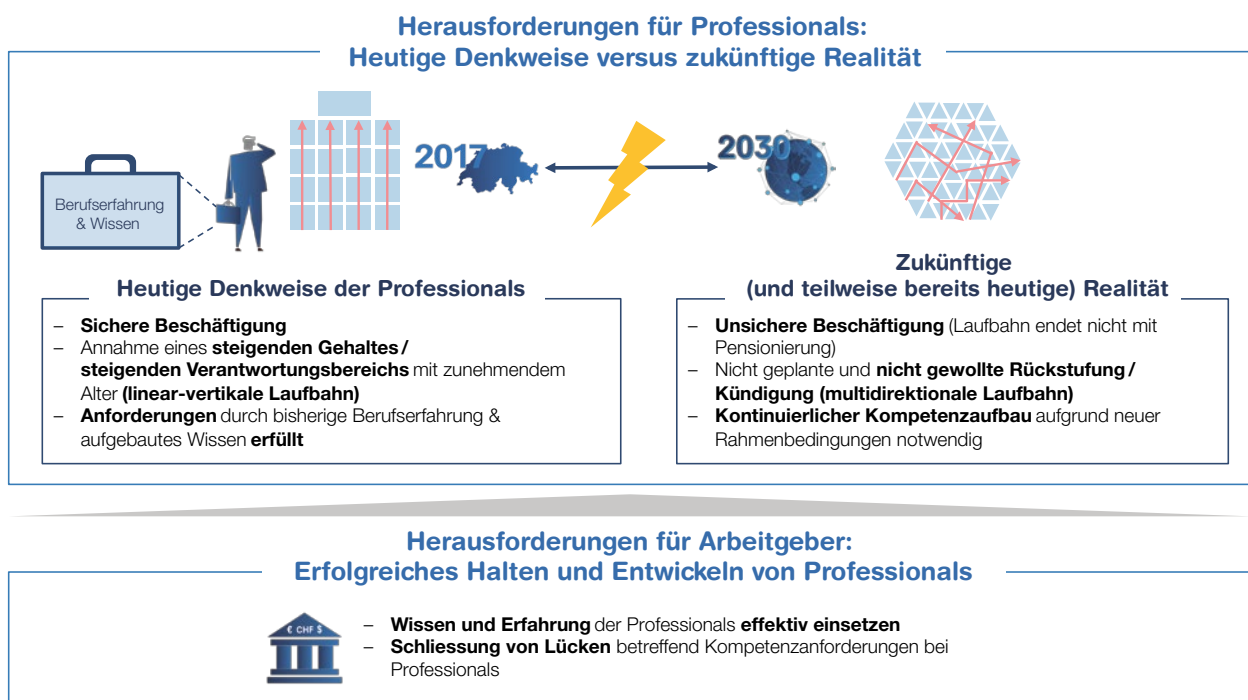 Herausforderungen für Professionals:
Heutige Denkweise versus zukünftige Realität
Berufserfahrung
& Wissen
2017
2030
Heutige Denkweise der Professionals
– Sichere Beschäftigung
– Annahme eines steigenden Gehaltes /
steigenden Verantwortungsbereichs mit zunehmendem
Alter (linear-vertikale Laufbahn)
– Anforderungen durch bisherige Berufserfahrung &
aufgebautes Wissen erfüllt
Zukünftige
(und teilweise bereits heutige) Realität
– Unsichere Beschäftigung (Laufbahn endet nicht mit
Pensionierung)
– Nicht geplante und nicht gewollte Rückstufung /
Kündigung (multidirektionale Laufbahn)
– Kontinuierlicher Kompetenzaufbau aufgrund neuer
Rahmenbedingungen notwendig
Herausforderungen für Arbeitgeber:
Erfolgreiches Halten und Entwickeln von Professionals
€ CHF $
– Wissen und Erfahrung der Professionals effektiv einsetzen
– Schliessung von Lücken betreffend Kompetenzanforderungen bei
Professionals